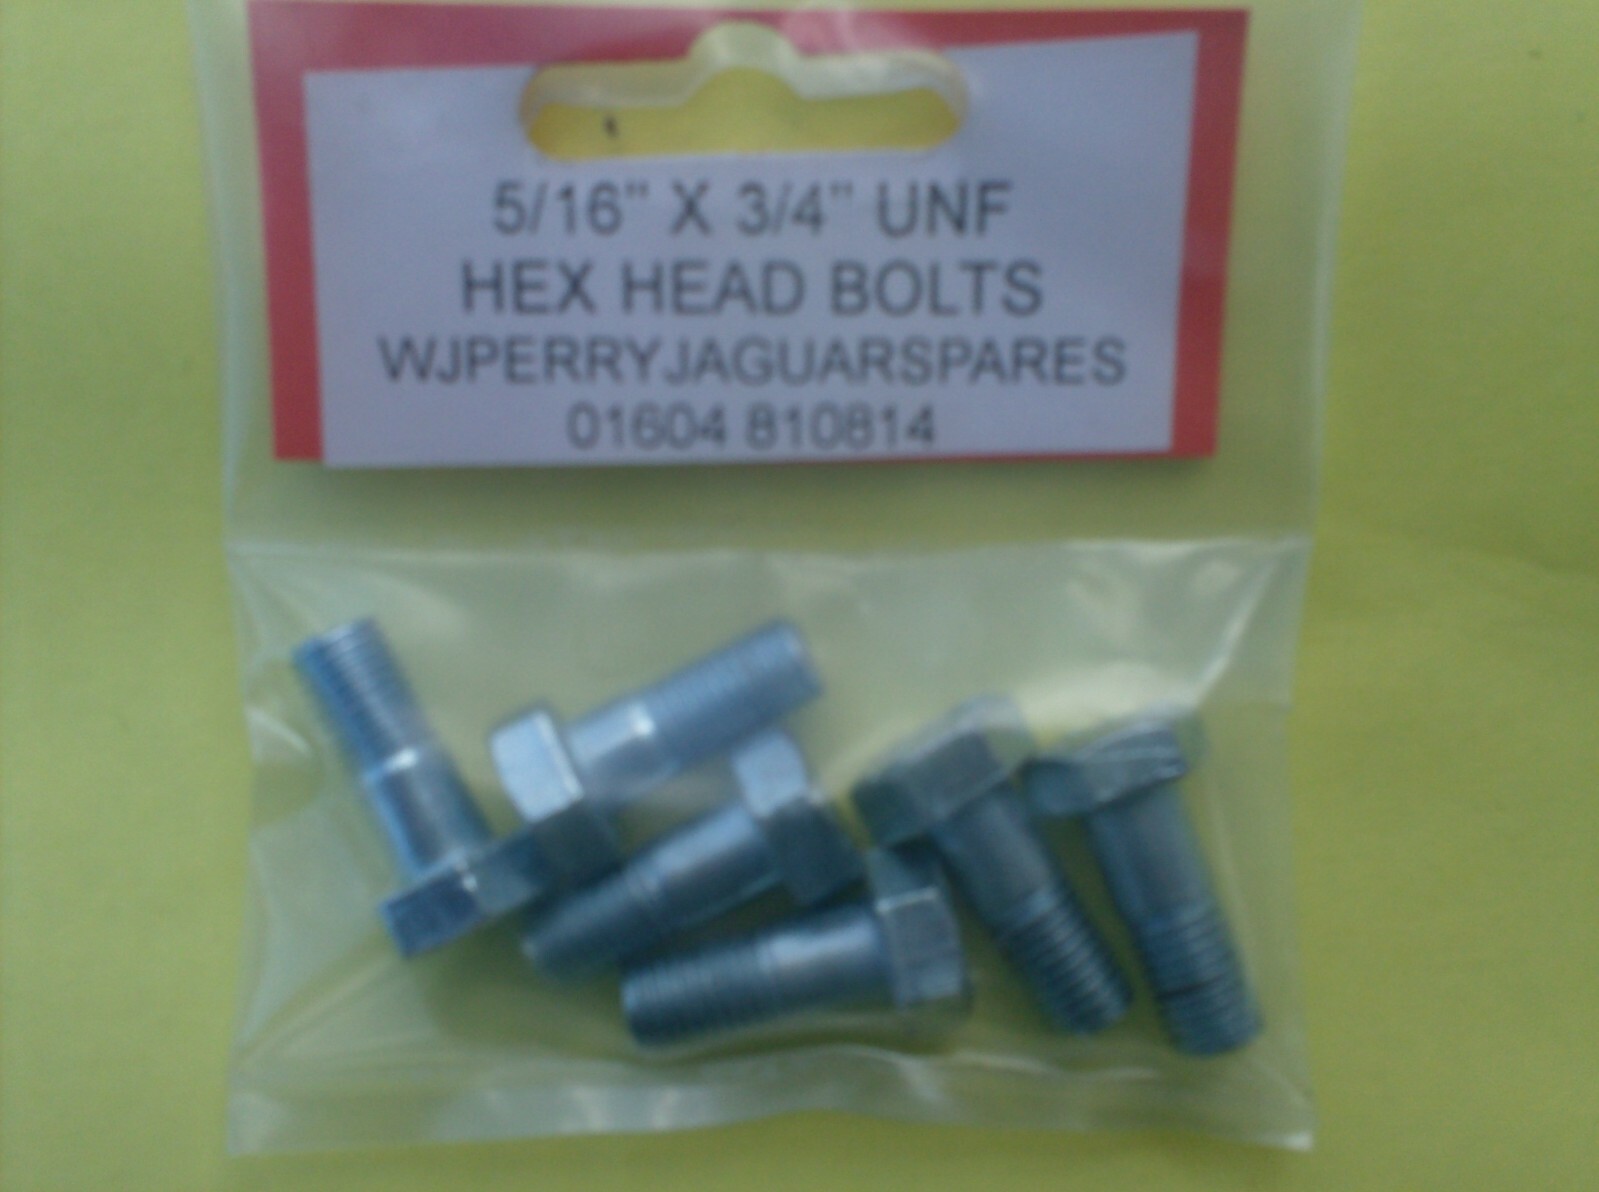 5/16" X 3/4" UNF
HEX HEAD BOLTS
WJPERRYJAGUARSPARES
01604 810814